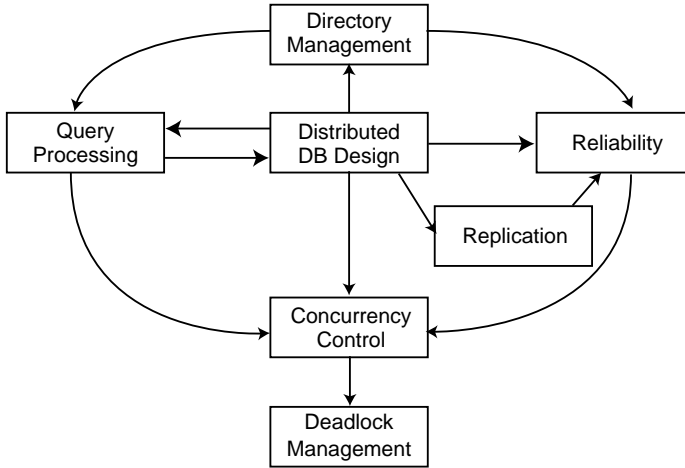 Directory
Management
Query
Processing
Distributed
DB Design
Reliability
Replication
Concurrency
Control
Deadlock
Management